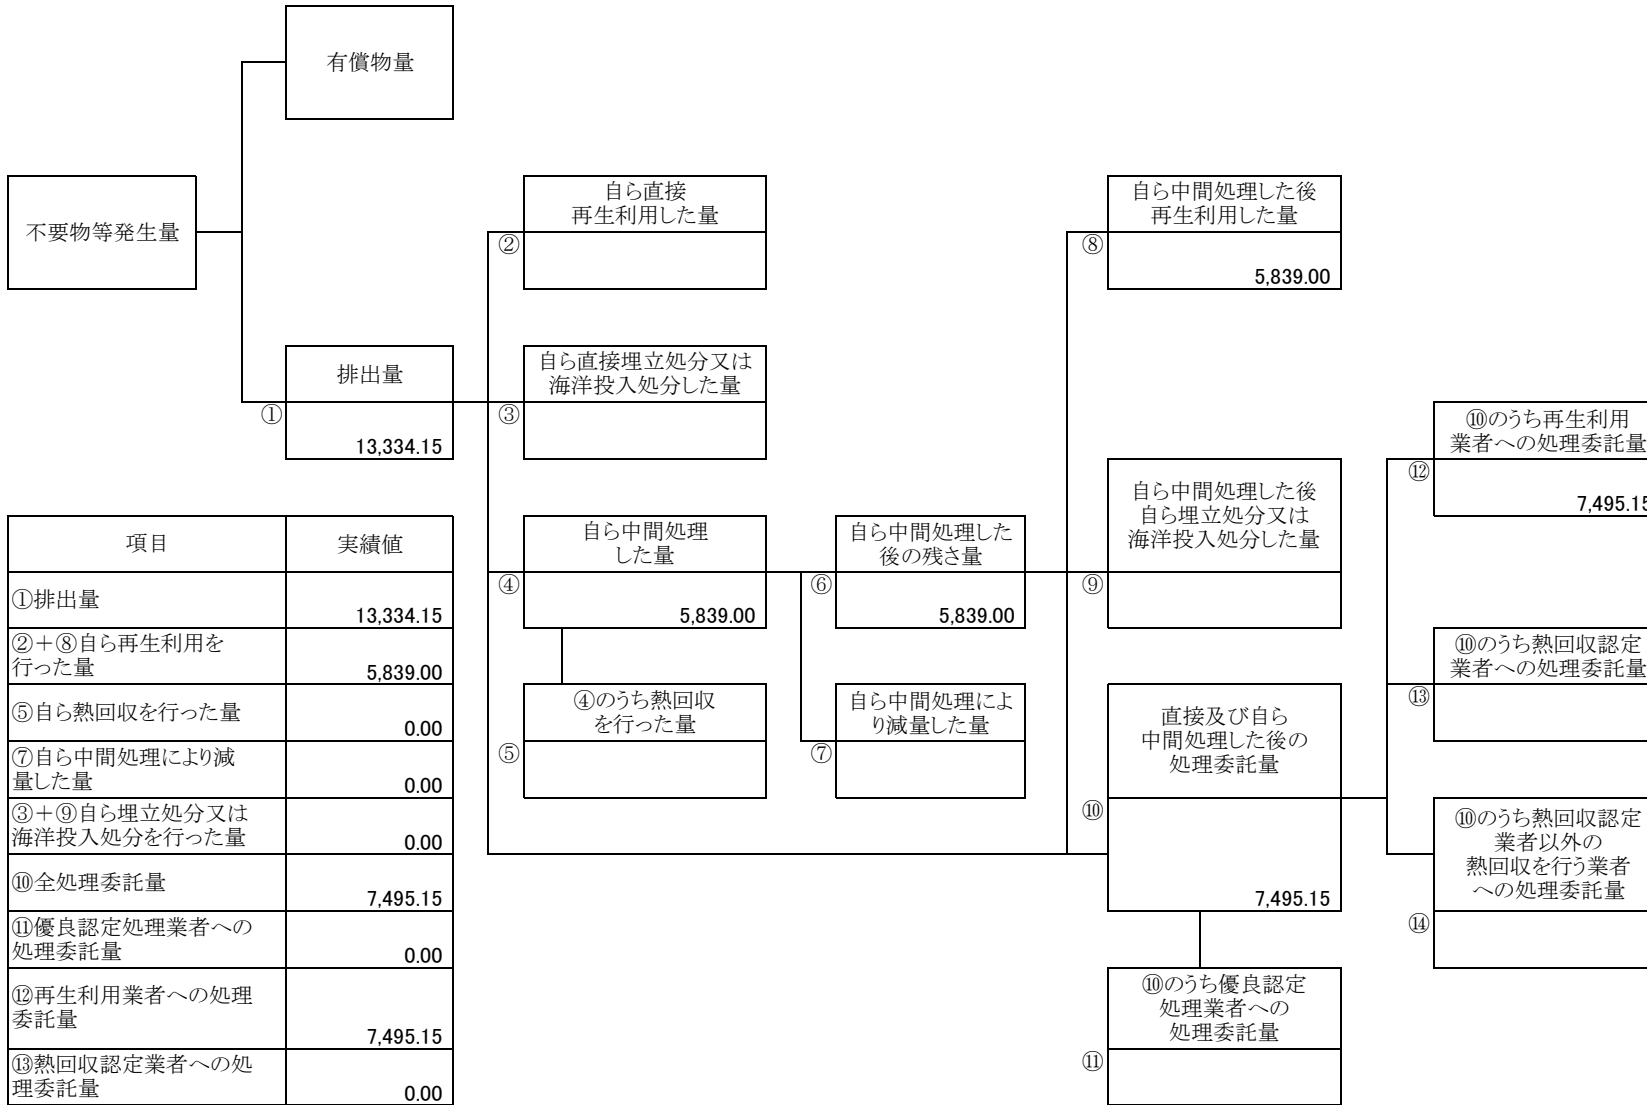 有償物量
不要物等発生量
自ら直接
再生利用した量
②
自ら中間処理した後
再生利用した量
⑧
5,839.00
排出量
①
13,334.15
自ら直接埋立処分又は
海洋投入処分した量
③
⑩のうち再生利用
業者への処理委託量
⑫
7,495.15
自ら中間処理した後
自ら埋立処分又は
海洋投入処分した量
⑨
自ら中間処理
した量
④
5,839.00
自ら中間処理した
後の残さ量
⑥
5,839.00
④のうち熱回収
を行った量
⑤
自ら中間処理によ
り減量した量
⑦
直接及び自ら
中間処理した後の
処理委託量
⑩
7,495.15
⑩のうち熱回収認定
業者への処理委託量
⑬
⑩のうち熱回収認定
業者以外の
熱回収を行う業者
への処理委託量
⑭
⑩のうち優良認定
処理業者への
処理委託量
⑪
項目 実績値
①排出量 13,334.15
②+⑧自ら再生利用を
行った量 5,839.00
⑤自ら熱回収を行った量 0.00
⑦自ら中間処理により減
量した量 0.00
③+⑨自ら埋立処分又は
海洋投入処分を行った量 0.00
⑩全処理委託量 7,495.15
⑪優良認定処理業者への
処理委託量 0.00
⑫再生利用業者への処理
委託量 7,495.15
⑬熱回収認定業者への処
理委託量 0.00